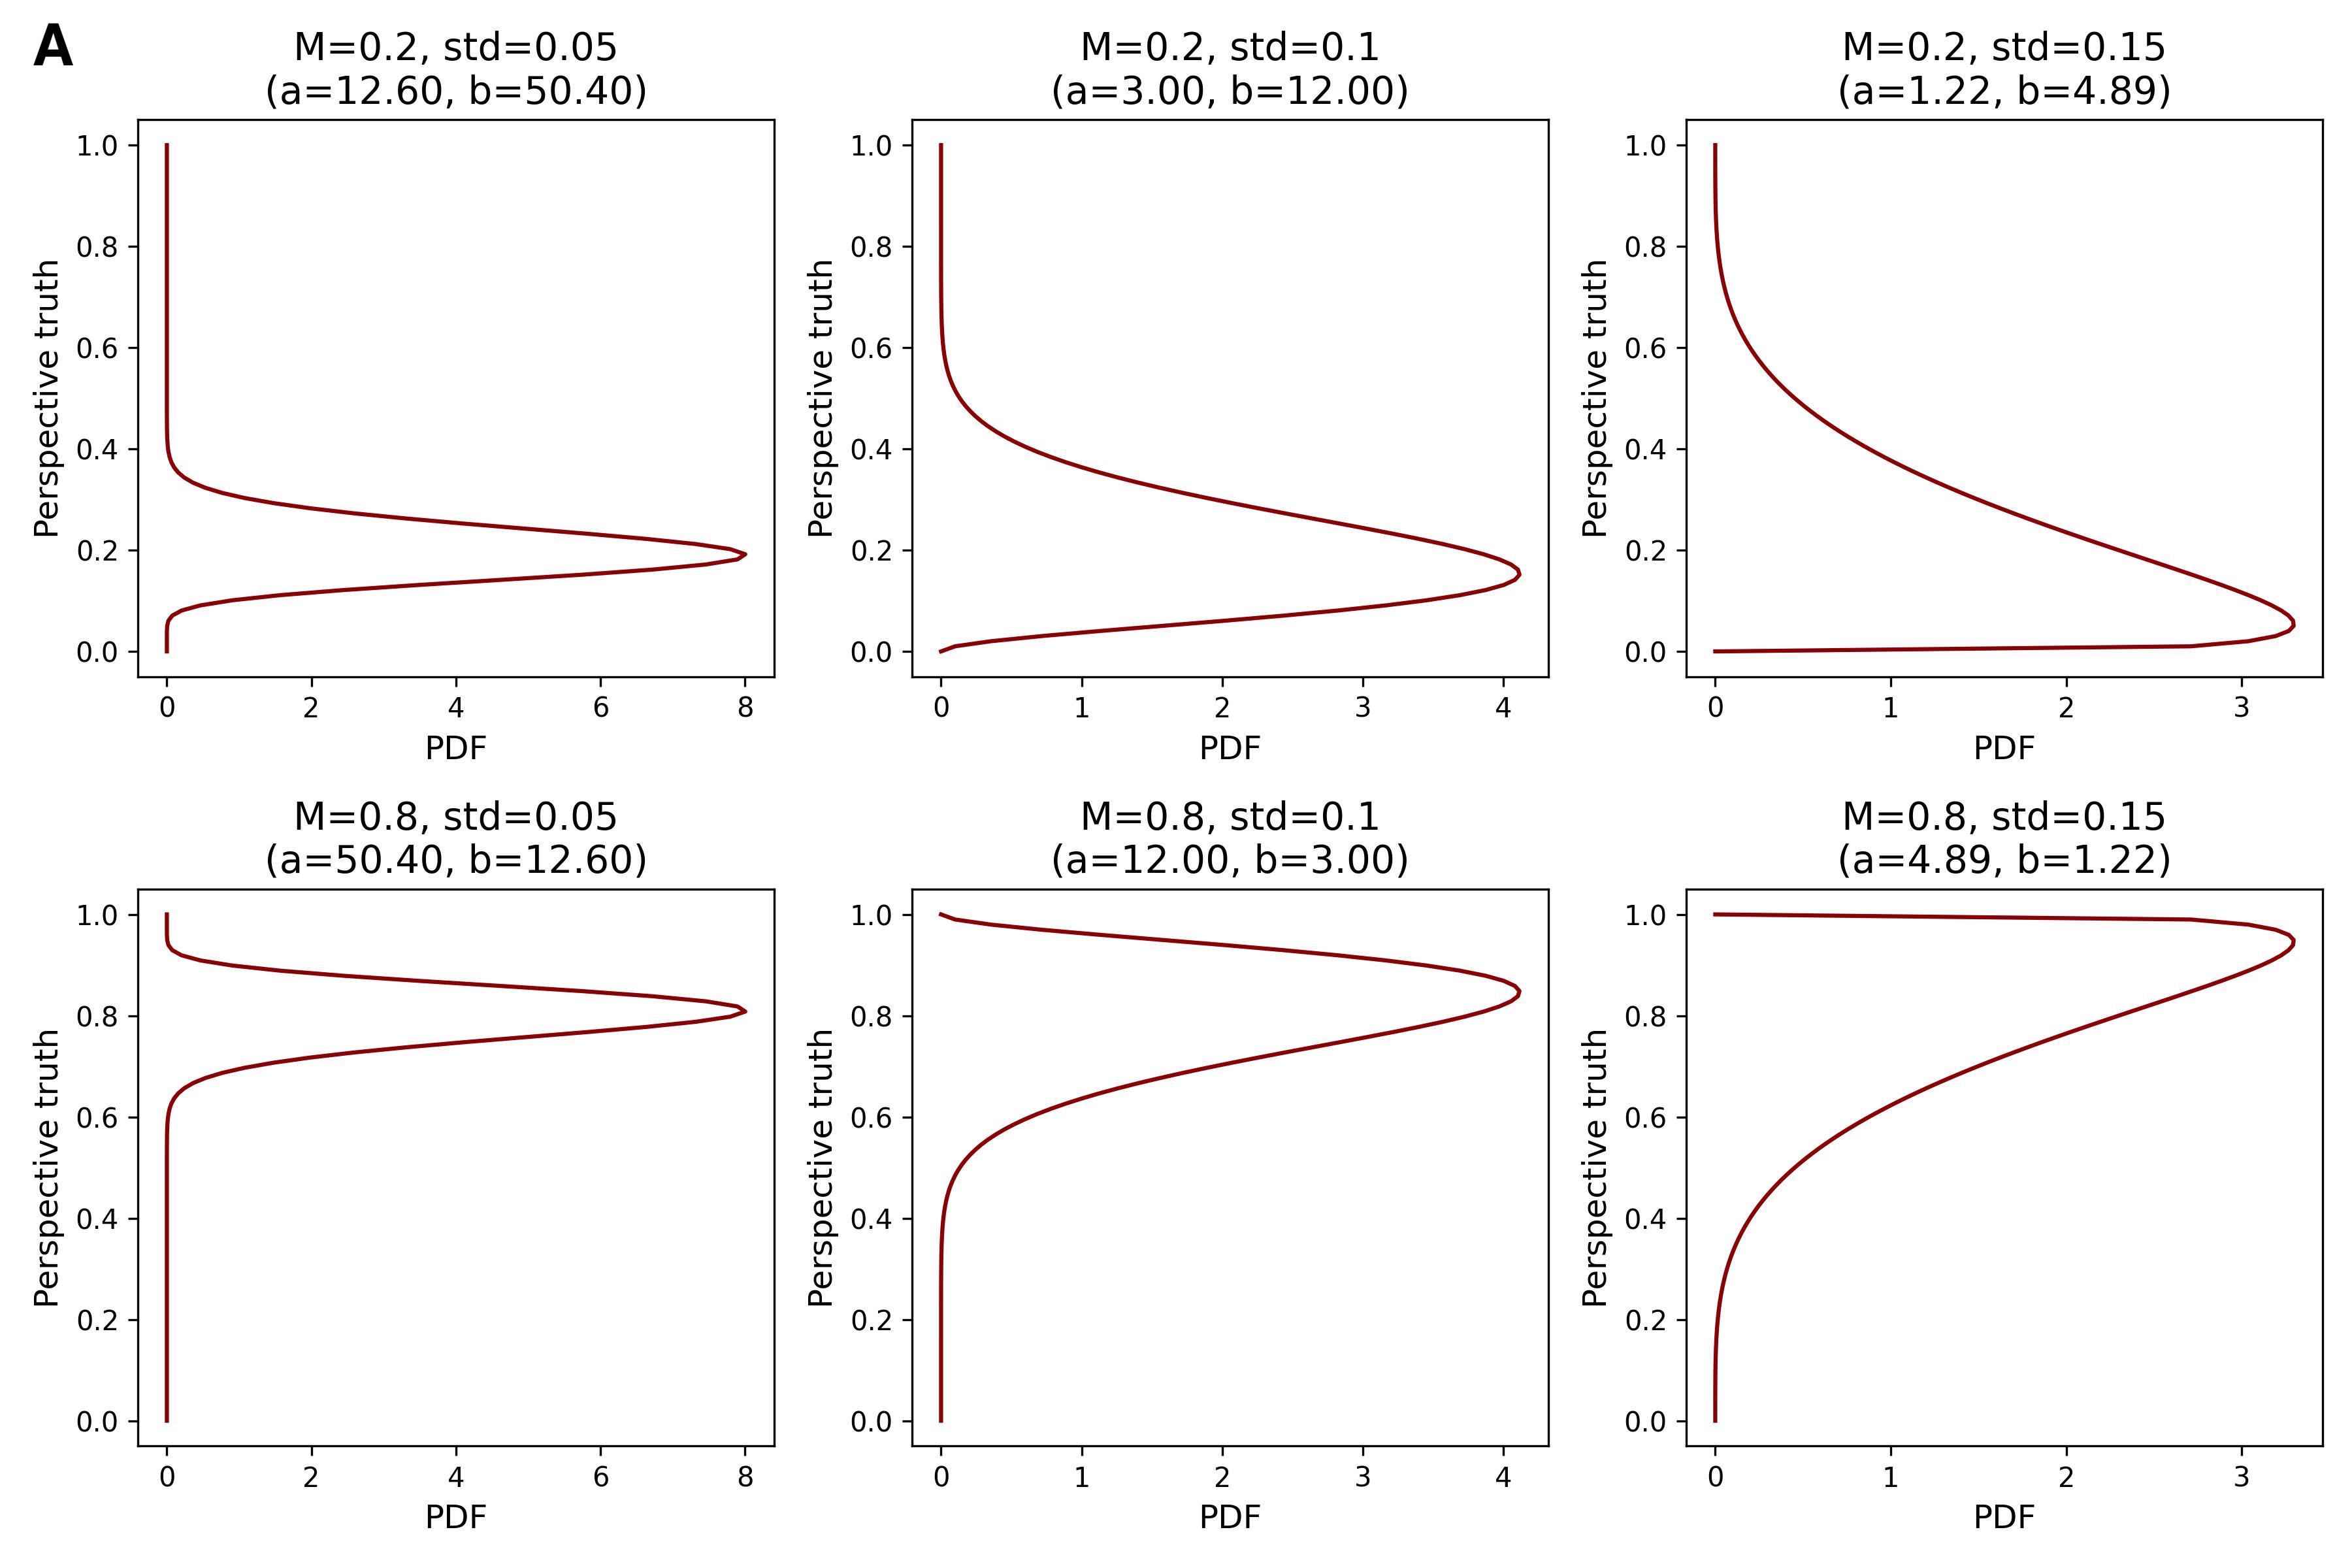 A
M=0.2, std=0.05
(a=12.60, b=50.40)
1.0
0.8
0.6
0.4
0.2
0.0
Perspective truth
0 2 4 6 8
PDF
M=0.2, std=0.1
(a=3.00, b=12.00)
1.0
0.8
0.6
0.4
0.2
0.0
Perspective truth
0 1 2 3 4
PDF
M=0.2, std=0.15
(a=1.22, b=4.89)
1.0
0.8
0.6
0.4
0.2
0.0
Perspective truth
0 1 2 3
PDF
M=0.8, std=0.05
(a=50.40, b=12.60)
1.0
0.8
0.6
0.4
0.2
0.0
Perspective truth
0 2 4 6 8
PDF
M=0.8, std=0.1
(a=12.00, b=3.00)
1.0
0.8
0.6
0.4
0.2
0.0
Perspective truth
0 1 2 3 4
PDF
M=0.8, std=0.15
(a=4.89, b=1.22)
1.0
0.8
0.6
0.4
0.2
0.0
Perspective truth
0 1 2 3
PDF